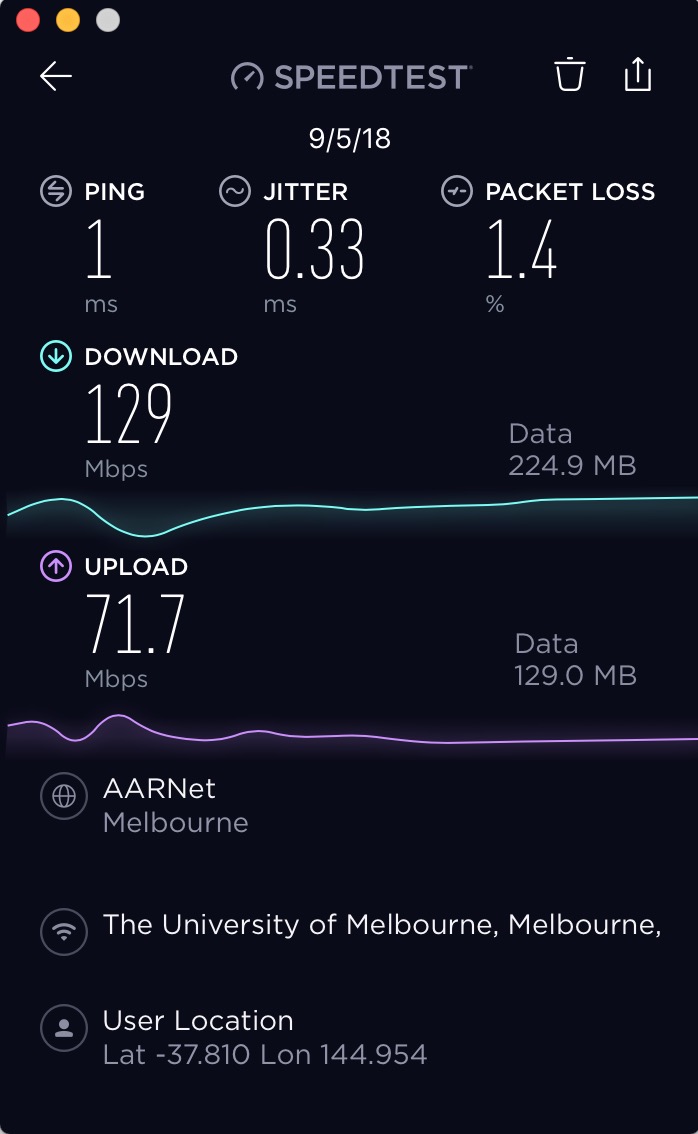 SPEEDTEST
9/5/18
PING
1
ms
JITTER
0.33
ms
PACKET LOSS
1.4
%
DOWNLOAD
129
Mbps
Data
224.9 MB
UPLOAD
71.7
Mbps
Data
129.0 MB
AARNet
Melbourne
The University of Melbourne, Melbourne,
User Location
Lat -37.810 Lon 144.954